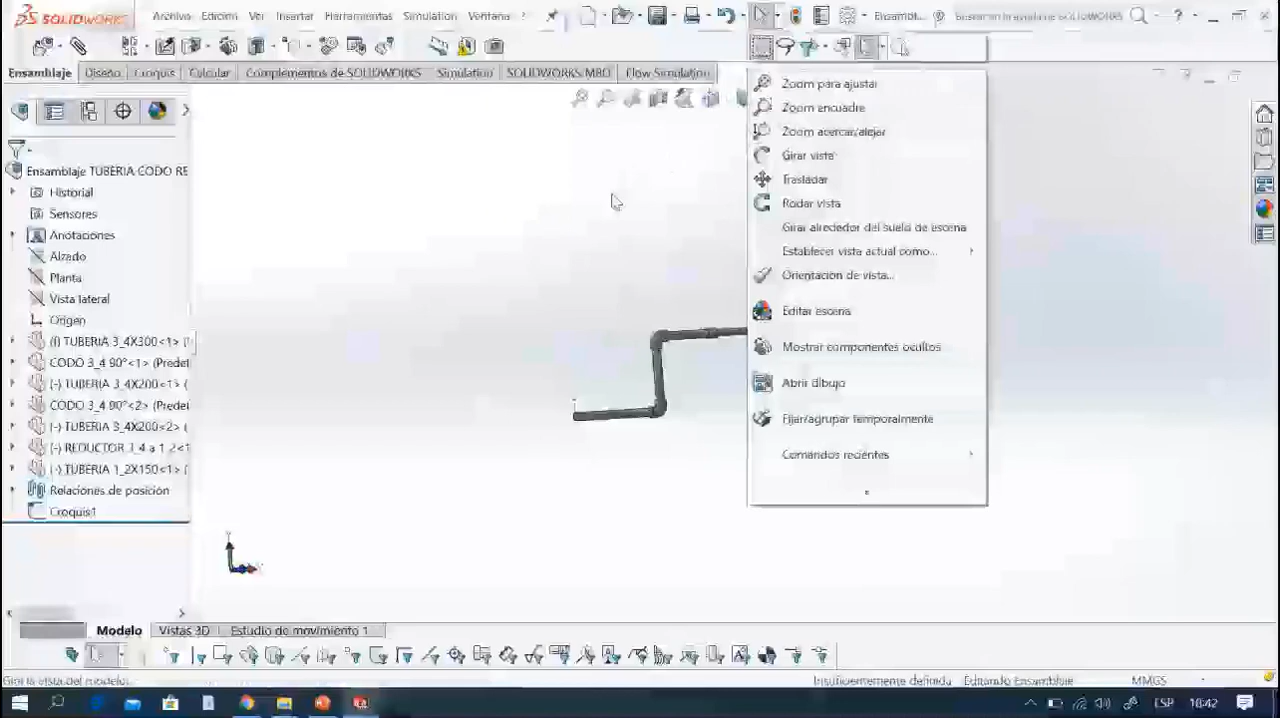 SOLIDWORKS
Archivo Edición Ver Insertar Herramientas Simulation Ventana
Ensambl...
Buscar en la ayuda de SOLIDWORKS
Ensamblaje Diseño Croquis Calcular Complementos de SOLIDWORKS Simulation SOLIDWORKS MBD Flow Simulation
Ensamblaje TUBERIA-CODO RE
Historial
Sensores
Anotaciones
Alzado
Planta
Vista lateral
Origen
(f) TUBERIA 3_4X300<1> (
CODO 3_4 90°<1> (Predet
(-) TUBERIA 3_4X200<1> (
CODO 3_4 90°<2> (Predet
(-) TUBERIA 3_4X200<2> (
(-) REDUCTOR 3_4 a 1_2<1
(-) TUBERIA 1_2X150<1> (
Relaciones de posición
Croquis1
Zoom para ajustar
Zoom encuadre
Zoom acercar/alejar
Girar vista
Trasladar
Rodar vista
Girar alrededor del suelo de escena
Establecer vista actual como...
Orientación de vista...
Editar escena
Mostrar componentes ocultos
Abrir dibujo
Fijar/agrupar temporalmente
Comandos recientes
Modelo Vistas 3D Estudio de movimiento 1
Gira la vista del modelo.
Insuficientemente definida Editando Ensamblaje MMGS
ESP 10:42